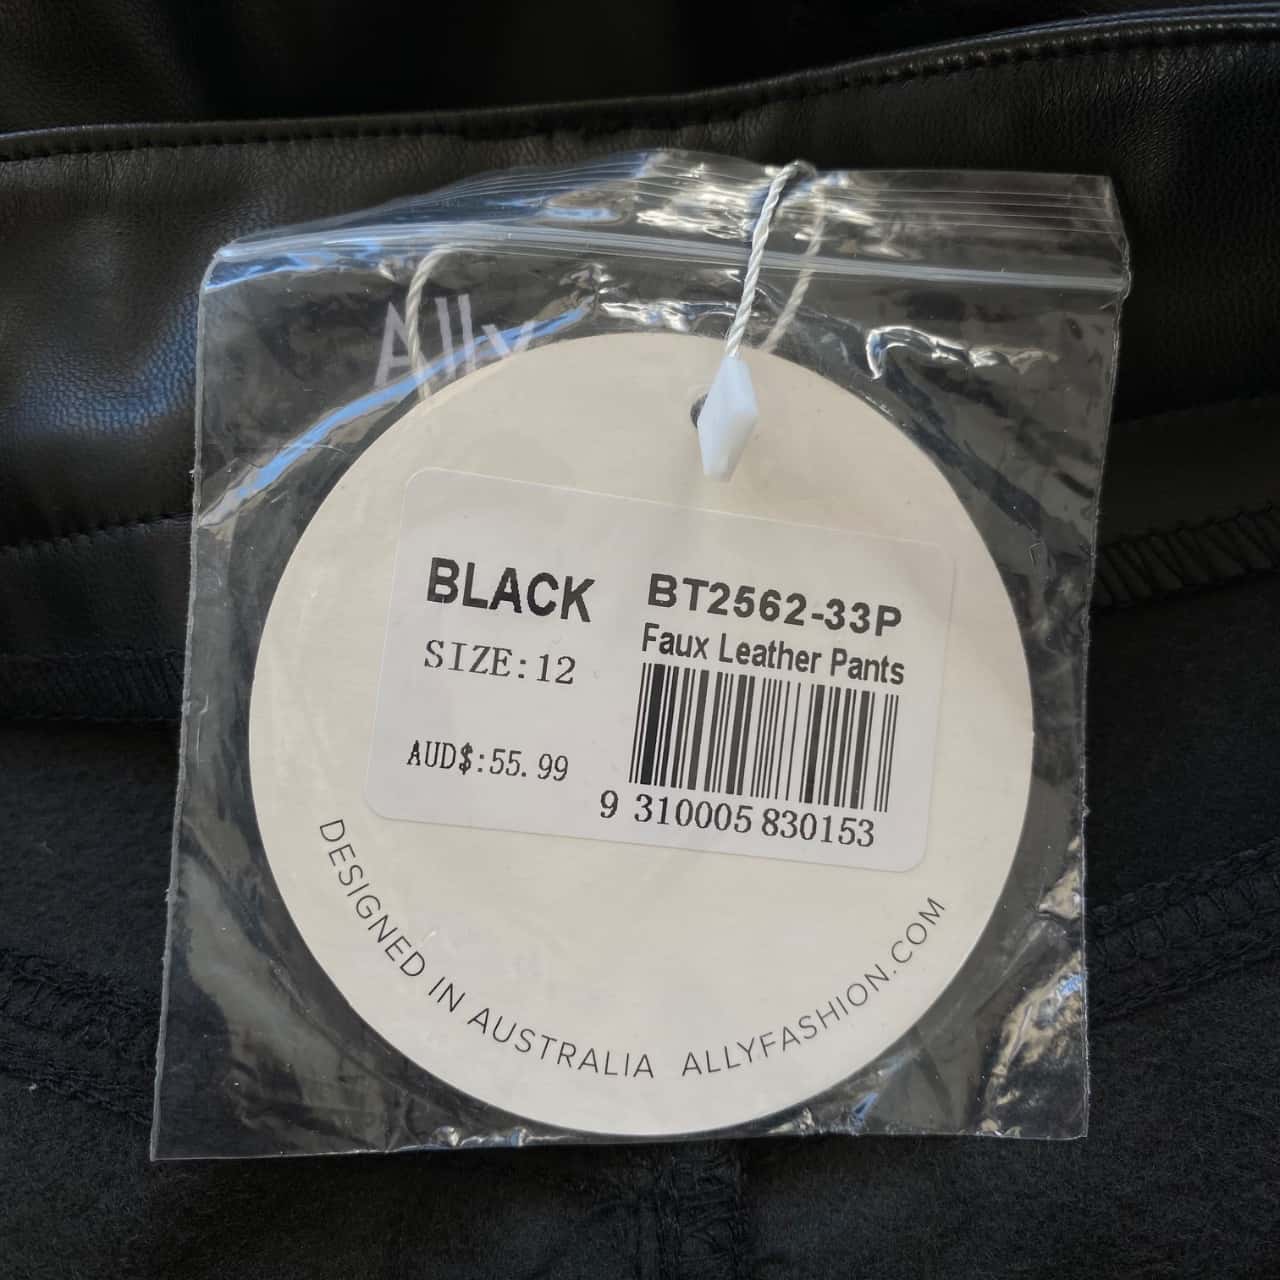 Ally
BLACK
SIZE:12
AUD$:55.99
BT2562-33P
Faux Leather Pants
9 310005 830153
DESIGNED IN AUSTRALIA ALLYFASHION.COM